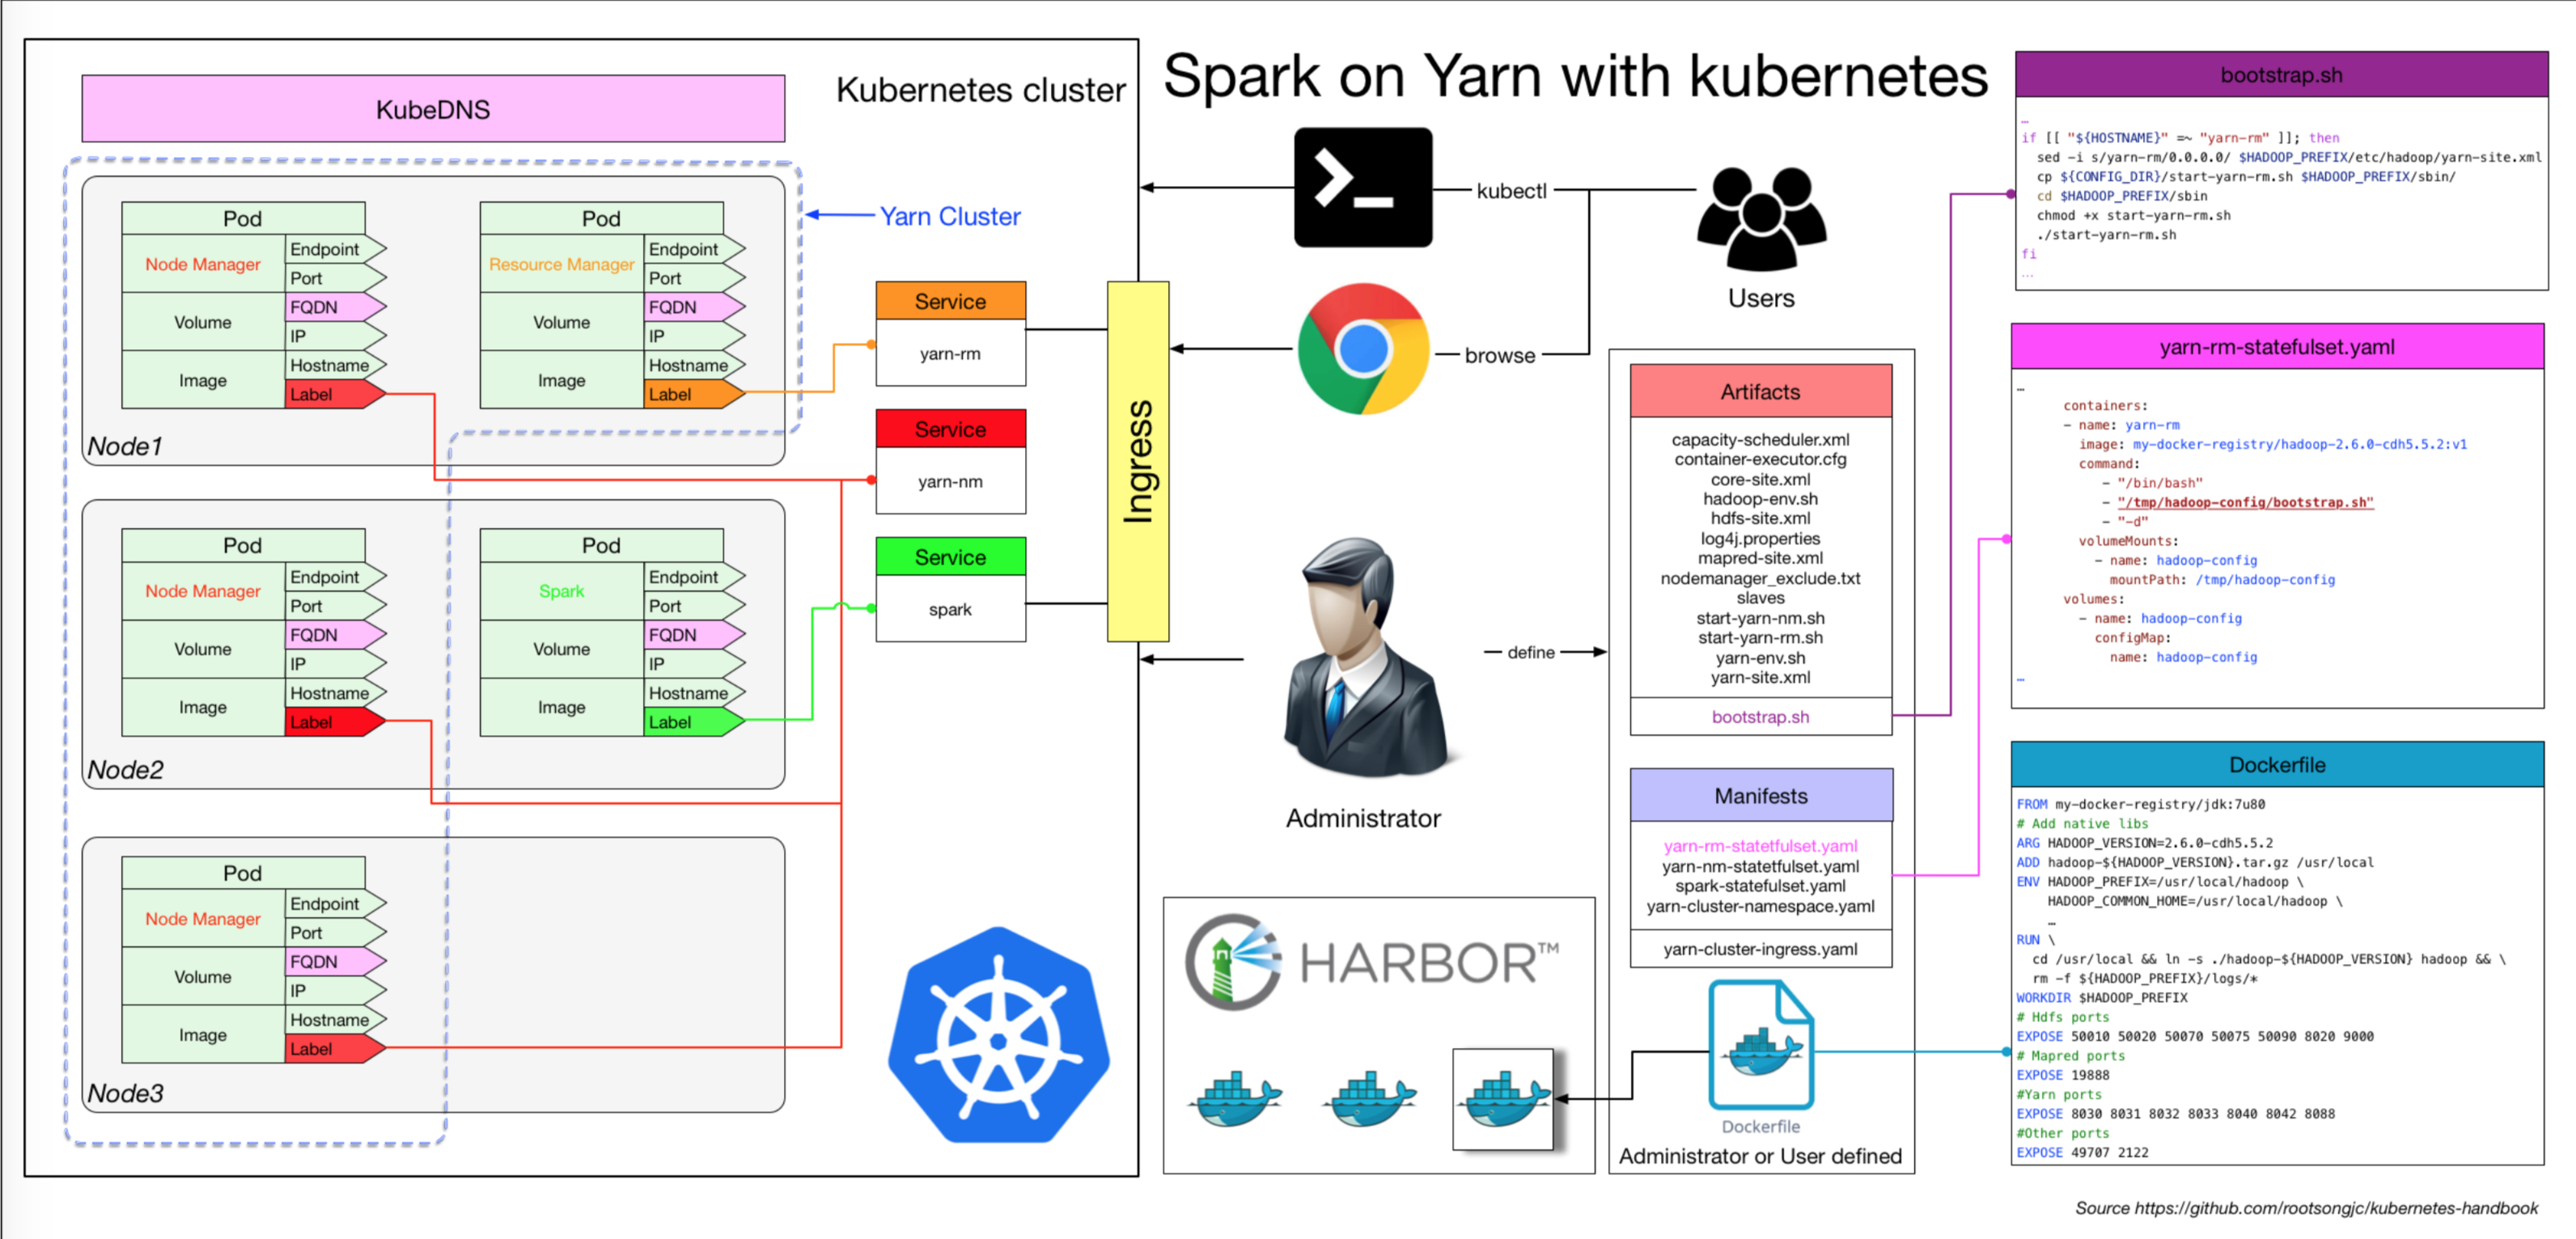 Spark on Yarn with kubernetes
Kubernetes cluster
KubeDNS
Yarn Cluster
Pod
Node Manager
Volume
Image
Endpoint
Port
FQDN
IP
Hostname
Label
Pod
Resource Manager
Volume
Image
Endpoint
Port
FQDN
IP
Hostname
Label
Node1
Pod
Node Manager
Volume
Image
Endpoint
Port
FQDN
IP
Hostname
Label
Pod
Spark
Volume
Image
Endpoint
Port
FQDN
IP
Hostname
Label
Node2
Pod
Node Manager
Volume
Image
Endpoint
Port
FQDN
IP
Hostname
Label
Node3
Service
yarn-rm
Service
yarn-nm
Service
spark
Ingress
>_
kubectl
browse
Users
Administrator
define
Artifacts
capacity-scheduler.xml
container-executor.cfg
core-site.xml
hadoop-env.sh
hdfs-site.xml
log4j.properties
mapred-site.xml
nodemanager_exclude.txt
slaves
start-yarn-nm.sh
start-yarn-rm.sh
yarn-env.sh
yarn-site.xml
bootstrap.sh
Manifests
yarn-rm-statetfulset.yaml
yarn-nm-statetfulset.yaml
spark-statefulset.yaml
yarn-cluster-namespace.yaml
yarn-cluster-ingress.yaml
Dockerfile
Administrator or User defined
HARBOR™
bootstrap.sh
…
if [[ "${HOSTNAME}" =~ "yarn-rm" ]]; then
sed -i s/yarn-rm/0.0.0.0/ $HADOOP_PREFIX/etc/hadoop/yarn-site.xml
cp ${CONFIG_DIR}/start-yarn-rm.sh $HADOOP_PREFIX/sbin/
cd $HADOOP_PREFIX/sbin
chmod +x start-yarn-rm.sh
./start-yarn-rm.sh
fi
…
yarn-rm-statefulset.yaml
…
containers:
- name: yarn-rm
image: my-docker-registry/hadoop-2.6.0-cdh5.5.2:v1
command:
- "/bin/bash"
- "/tmp/hadoop-config/bootstrap.sh"
- "-d"
volumeMounts:
- name: hadoop-config
mountPath: /tmp/hadoop-config
volumes:
- name: hadoop-config
configMap:
name: hadoop-config
…
Dockerfile
FROM my-docker-registry/jdk:7u80
# Add native libs
ARG HADOOP_VERSION=2.6.0-cdh5.5.2
ADD hadoop-${HADOOP_VERSION}.tar.gz /usr/local
ENV HADOOP_PREFIX=/usr/local/hadoop \
HADOOP_COMMON_HOME=/usr/local/hadoop \
…
RUN \
cd /usr/local && ln -s ./hadoop-${HADOOP_VERSION} hadoop && \
rm -f ${HADOOP_PREFIX}/logs/*
WORKDIR $HADOOP_PREFIX
# Hdfs ports
EXPOSE 50010 50020 50070 50075 50090 8020 9000
# Mapred ports
EXPOSE 19888
#Yarn ports
EXPOSE 8030 8031 8032 8033 8040 8042 8088
#Other ports
EXPOSE 49707 2122
Source https://github.com/rootsongjc/kubernetes-handbook